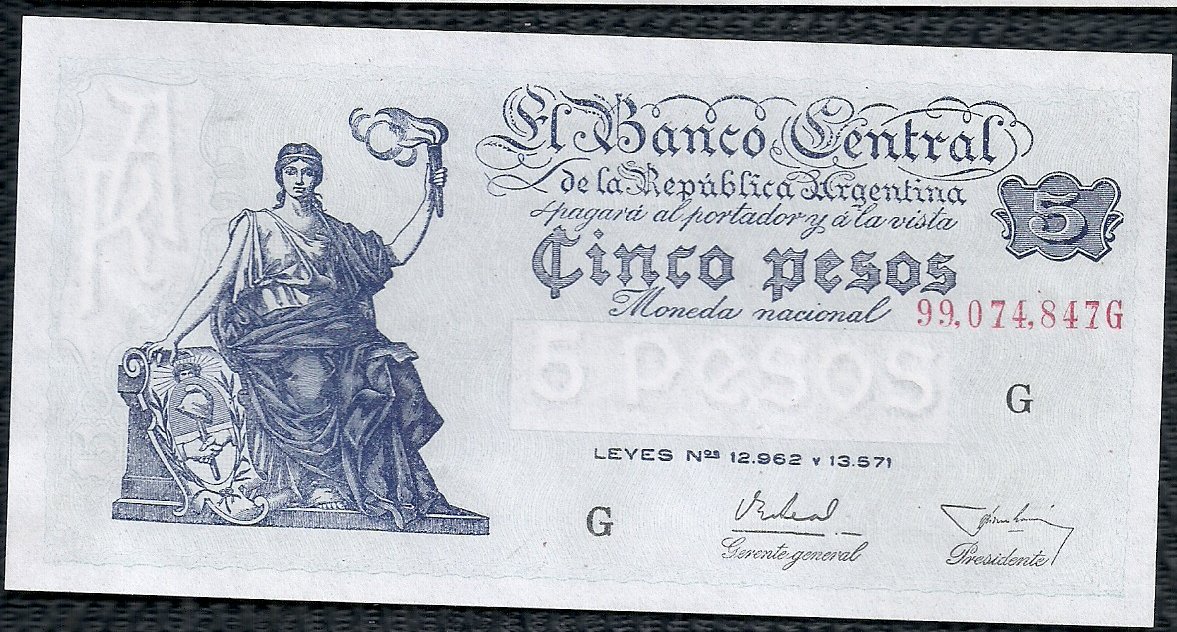 El Banco Central
de la República Argentina
pagará al portador y á la vista
5
Cinco pesos
Moneda nacional
99,074,847G
5 Pesos
G
LEYES Nos 12.962 y 13.571
G
Gerente general
Presidente